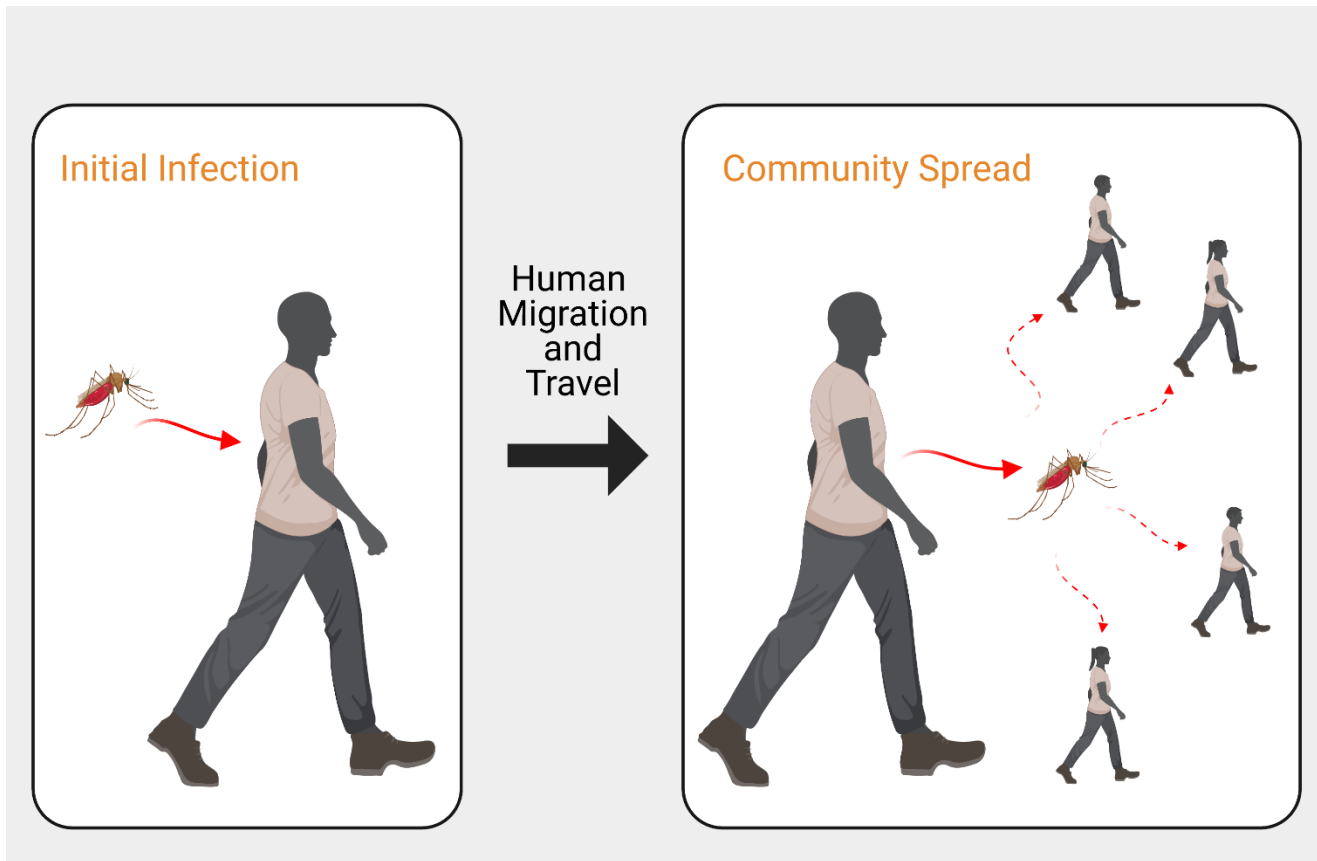 Initial Infection
Human
Migration
and
Travel
Community Spread